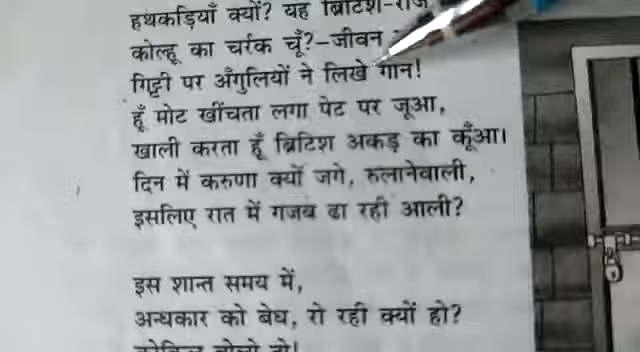 हथकड़ियाँ क्यों? यह ब्रिटिश-राज
कोल्हू का चर्रक चूँ?-जीवन
गिट्टी पर अँगुलियों ने लिखे गान!
हूँ मोट खींचता लगा पेट पर जूआ,
खाली करता हूँ ब्रिटिश अकड़ का कूँआ।
दिन में करुणा क्यों जगे, रुलानेवाली,
इसलिए रात में गजब ढा रही आली?
इस शान्त समय में,
अन्धकार को बेध, रो रही क्यों हो?
कोकिल बोलो तो!